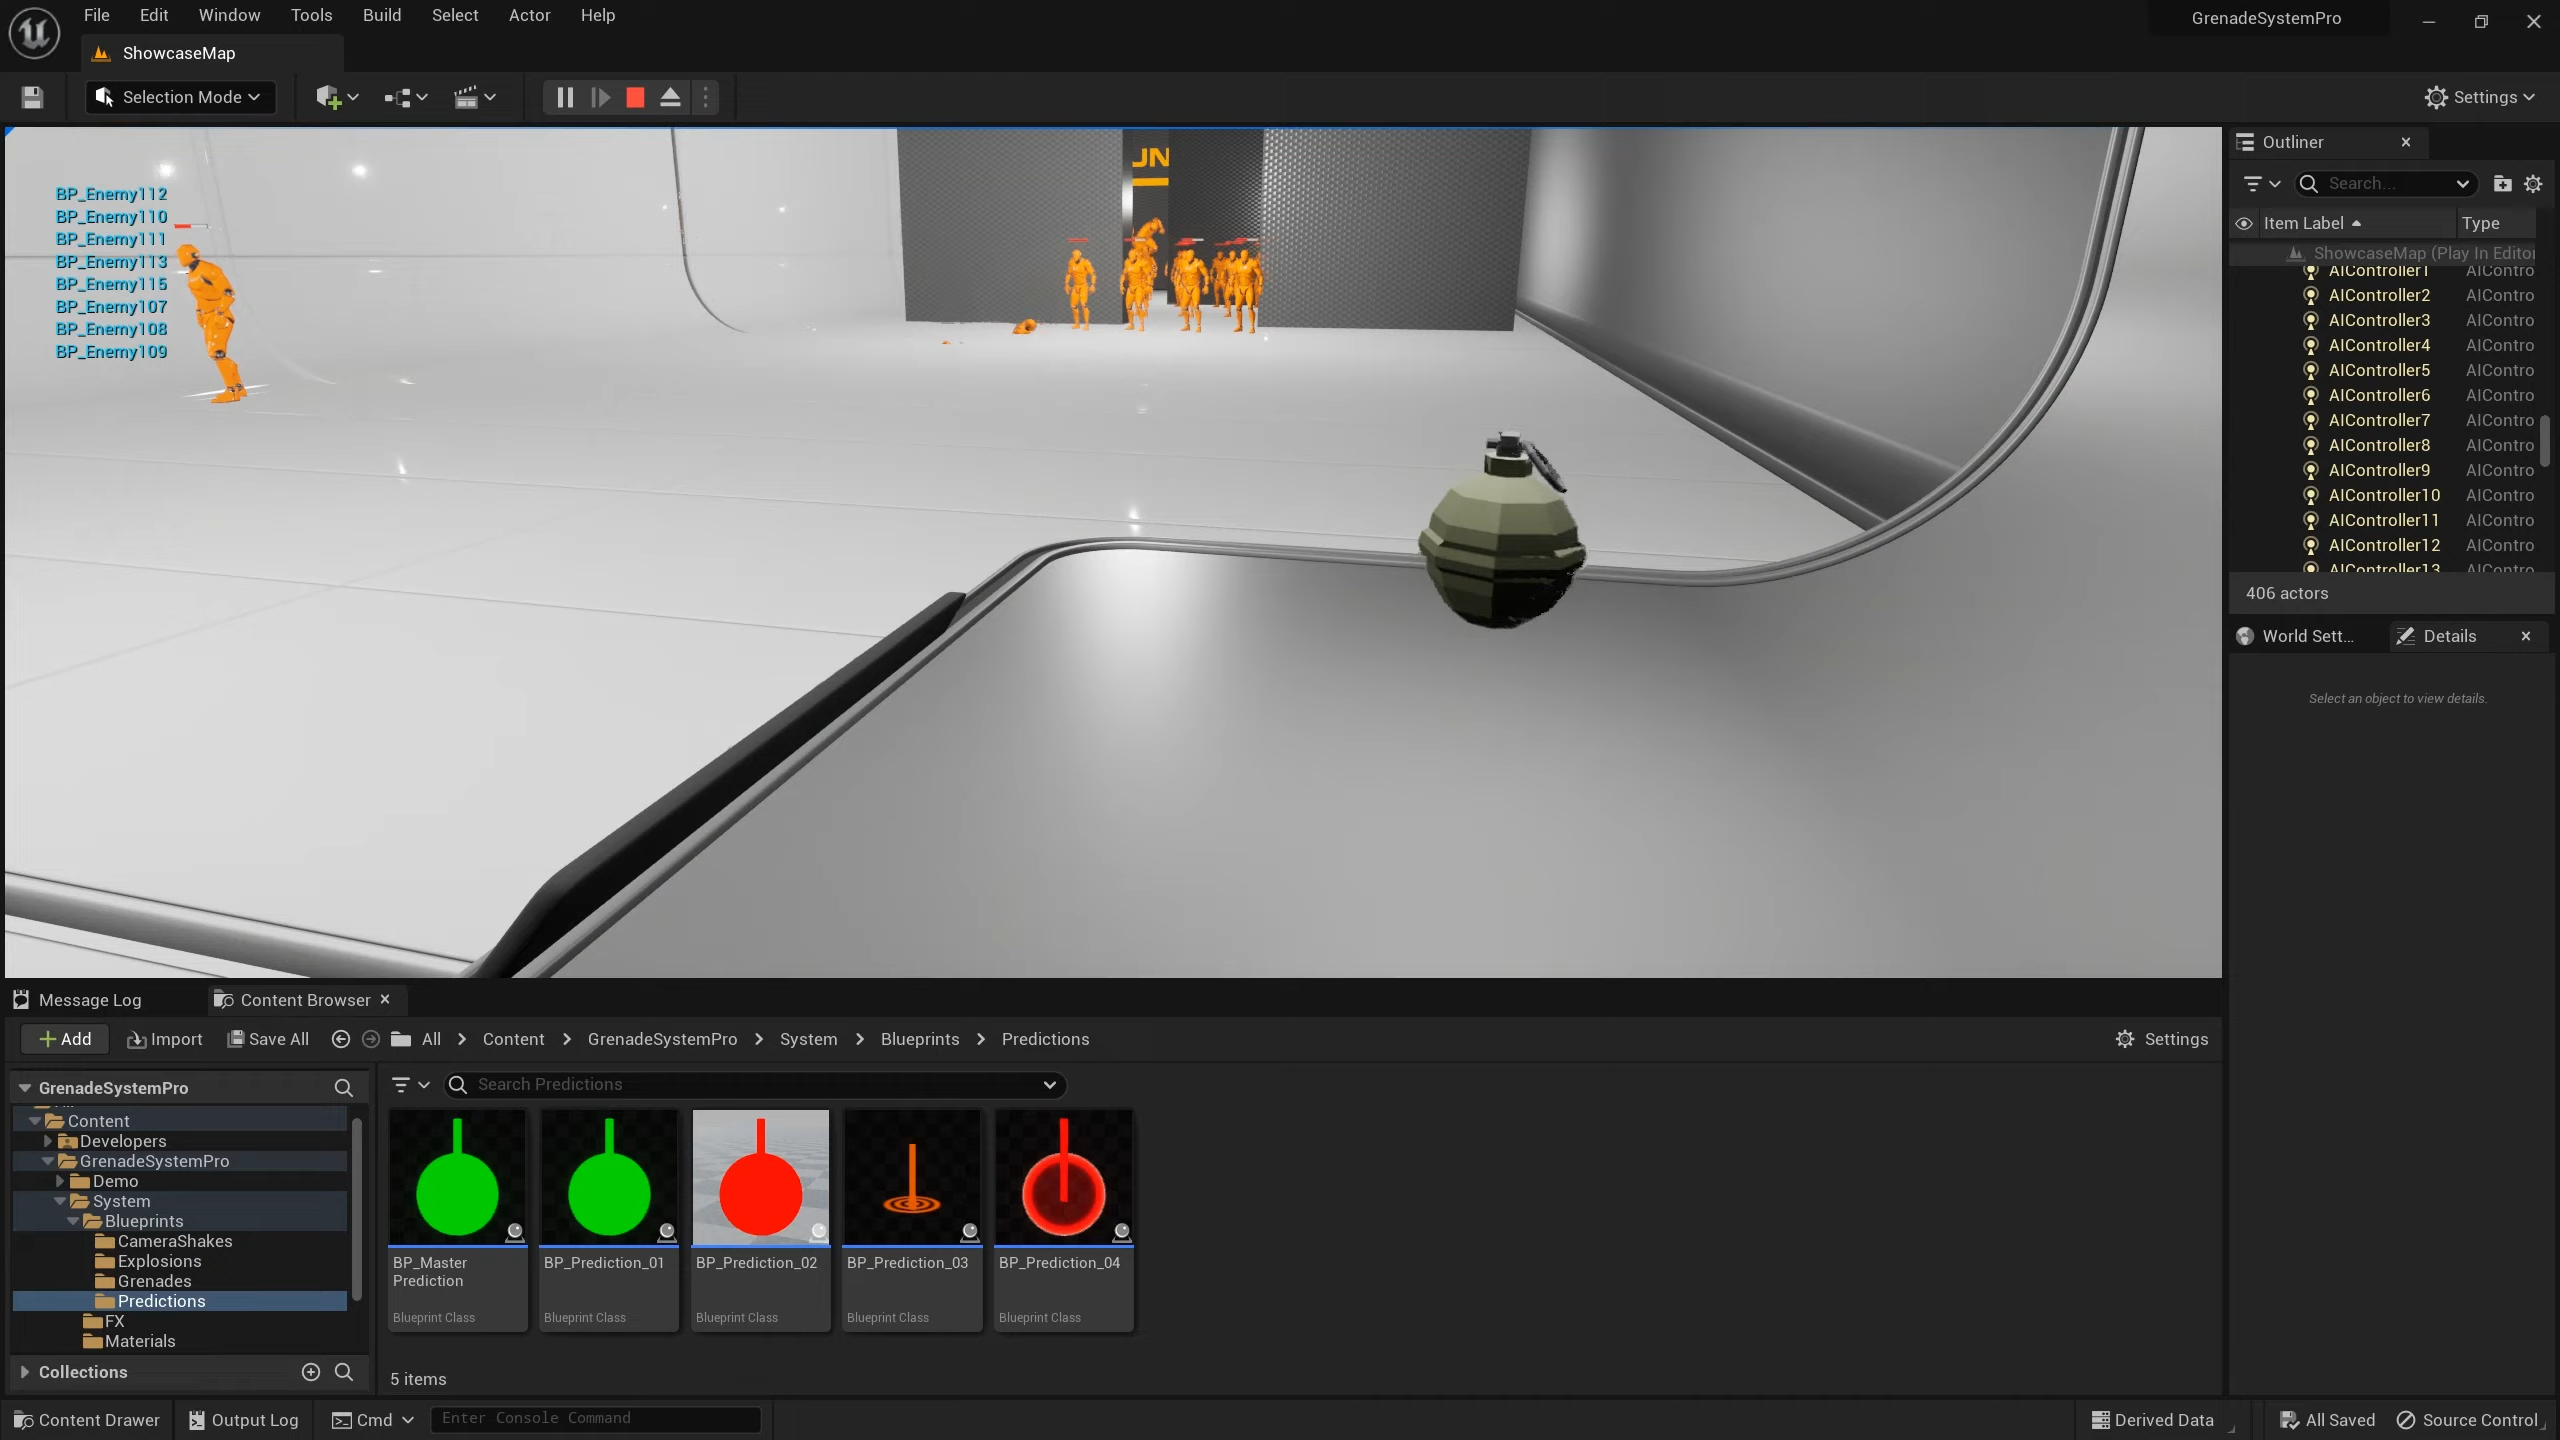 File Edit Window Tools Build Select Actor Help
GrenadeSystemPro
ShowcaseMap
Selection Mode
Settings
BP_Enemy112
BP_Enemy110
BP_Enemy111
BP_Enemy113
BP_Enemy115
BP_Enemy107
BP_Enemy108
BP_Enemy109
UN
Outliner
Search...
Item Label Type
ShowcaseMap (Play In Editor
AIController1 AIContro
AIController2 AIContro
AIController3 AIContro
AIController4 AIContro
AIController5 AIContro
AIController6 AIContro
AIController7 AIContro
AIController8 AIContro
AIController9 AIContro
AIController10 AIContro
AIController11 AIContro
AIController12 AIContro
AIController13 AIContro
406 actors
World Sett... Details
Select an object to view details.
Message Log Content Browser
Add Import Save All All Content GrenadeSystemPro System Blueprints Predictions Settings
GrenadeSystemPro
Search Predictions
Content
Developers
GrenadeSystemPro
Demo
System
Blueprints
CameraShakes
Explosions
Grenades
Predictions
FX
Materials
Collections
BP_Master
Prediction
Blueprint Class
BP_Prediction_01
Blueprint Class
BP_Prediction_02
Blueprint Class
BP_Prediction_03
Blueprint Class
BP_Prediction_04
Blueprint Class
5 items
Content Drawer Output Log Cmd Enter Console Command Derived Data All Saved Source Control